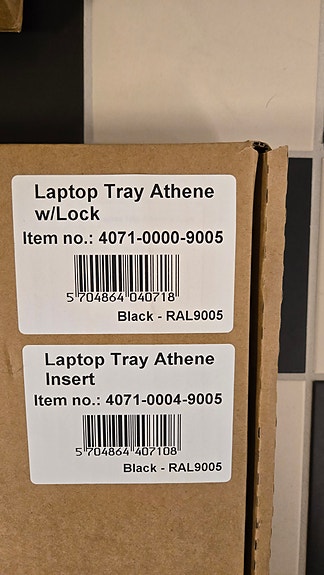 Laptop Tray Athene
w/Lock
Item no.: 4071-0000-9005
5 704864 040718
Black - RAL9005
Laptop Tray Athene
Insert
Item no.: 4071-0004-9005
5 704864 407108
Black - RAL9005